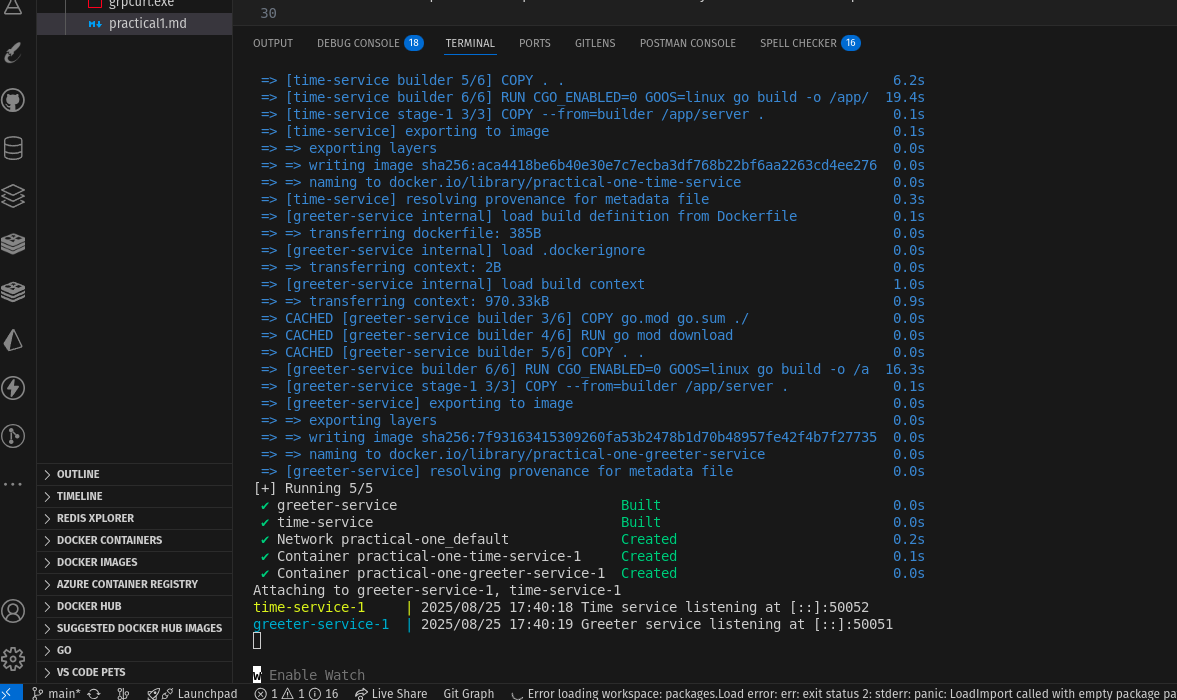 grpcurl.exe
practical1.md
30
OUTPUT DEBUG CONSOLE 18 TERMINAL PORTS GITLENS POSTMAN CONSOLE SPELL CHECKER 16
=> [time-service builder 5/6] COPY . . 6.2s
=> [time-service builder 6/6] RUN CGO_ENABLED=0 GOOS=linux go build -o /app/ 19.4s
=> [time-service stage-1 3/3] COPY --from=builder /app/server . 0.1s
=> [time-service] exporting to image 0.1s
=> => exporting layers 0.0s
=> => writing image sha256:aca4418be6b40e30e7c7ecba3df768b22bf6aa2263cd4ee276 0.0s
=> => naming to docker.io/library/practical-one-time-service 0.0s
=> [time-service] resolving provenance for metadata file 0.3s
=> [greeter-service internal] load build definition from Dockerfile 0.1s
=> => transferring dockerfile: 385B 0.0s
=> [greeter-service internal] load .dockerignore 0.0s
=> => transferring context: 2B 0.0s
=> [greeter-service internal] load build context 1.0s
=> => transferring context: 970.33kB 0.9s
=> CACHED [greeter-service builder 3/6] COPY go.mod go.sum ./ 0.0s
=> CACHED [greeter-service builder 4/6] RUN go mod download 0.0s
=> CACHED [greeter-service builder 5/6] COPY . . 0.0s
=> [greeter-service builder 6/6] RUN CGO_ENABLED=0 GOOS=linux go build -o /a 16.3s
=> [greeter-service stage-1 3/3] COPY --from=builder /app/server . 0.1s
=> [greeter-service] exporting to image 0.0s
=> => exporting layers 0.0s
=> => writing image sha256:7f93163415309260fa53b2478b1d70b48957fe42f4b7f27735 0.0s
=> => naming to docker.io/library/practical-one-greeter-service 0.0s
=> [greeter-service] resolving provenance for metadata file 0.0s
[+] Running 5/5
✔ greeter-service Built 0.0s
✔ time-service Built 0.0s
✔ Network practical-one_default Created 0.2s
✔ Container practical-one-time-service-1 Created 0.1s
✔ Container practical-one-greeter-service-1 Created 0.0s
Attaching to greeter-service-1, time-service-1
time-service-1 | 2025/08/25 17:40:18 Time service listening at [::]:50052
greeter-service-1 | 2025/08/25 17:40:19 Greeter service listening at [::]:50051
w Enable Watch
OUTLINE
TIMELINE
REDIS XPLORER
DOCKER CONTAINERS
DOCKER IMAGES
AZURE CONTAINER REGISTRY
DOCKER HUB
SUGGESTED DOCKER HUB IMAGES
GO
VS CODE PETS
main* Launchpad 1 1 16 Live Share Git Graph Error loading workspace: packages.Load error: err: exit status 2: stderr: panic: LoadImport called with empty package pa